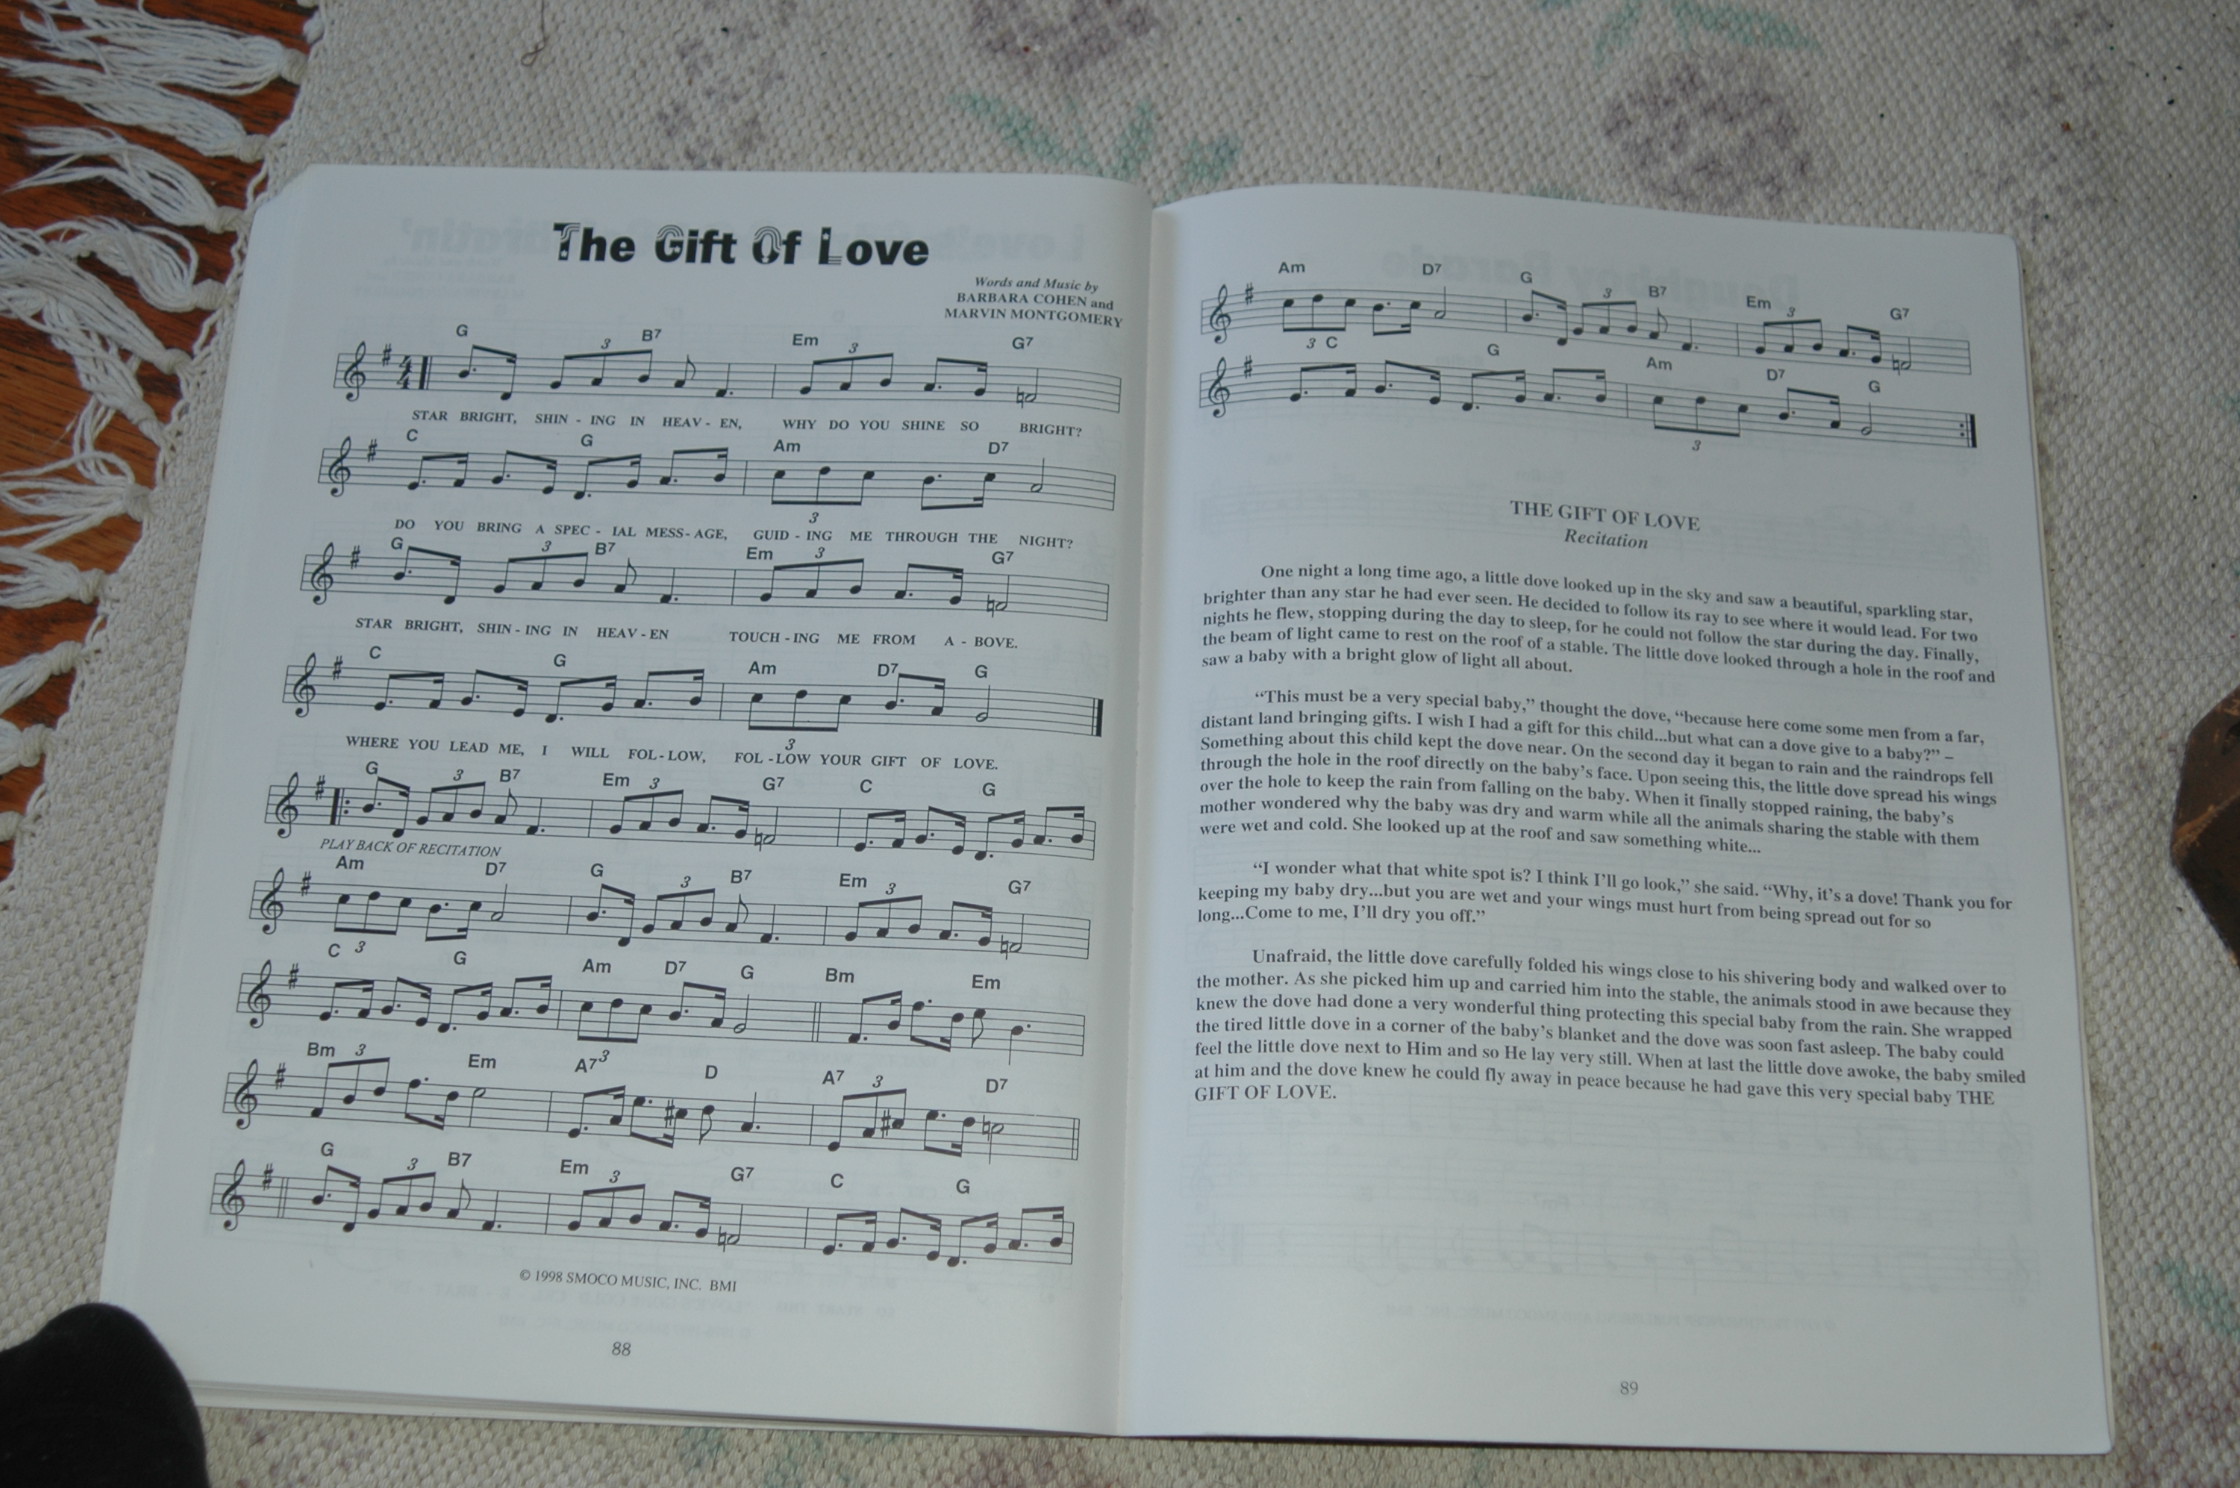 The Gift Of Love
Words and Music by
BARBARA COHEN and
MARVIN MONTGOMERY
G 3 B7 Em 3 G7
4
4
STAR BRIGHT, SHIN - ING IN HEAV - EN, WHY DO YOU SHINE SO BRIGHT?
C G Am D7
3
DO YOU BRING A SPEC - IAL MESS - AGE, GUID - ING ME THROUGH THE NIGHT?
G 3 B7 Em 3 G7
STAR BRIGHT, SHIN - ING IN HEAV - EN TOUCH - ING ME FROM A - BOVE.
C G Am D7 G
3
WHERE YOU LEAD ME, I WILL FOL - LOW, FOL - LOW YOUR GIFT OF LOVE.
G 3 B7 Em 3 G7 C G
PLAY BACK OF RECITATION
Am D7 G 3 B7 Em 3 G7
3
C G Am D7 G Bm Em
3
Bm 3 Em A7 D A7 3 D7
G 3 B7 Em 3 G7 C G
© 1998 SMOCO MUSIC, INC. BMI
88
Am D7 G 3 B7 Em 3 G7
3
C G Am D7 G
3
THE GIFT OF LOVE
Recitation
One night a long time ago, a little dove looked up in the sky and saw a beautiful, sparkling star,
brighter than any star he had ever seen. He decided to follow its ray to see where it would lead. For two
nights he flew, stopping during the day to sleep, for he could not follow the star during the day. Finally,
the beam of light came to rest on the roof of a stable. The little dove looked through a hole in the roof and
saw a baby with a bright glow of light all about.
“This must be a very special baby,” thought the dove, “because here come some men from a far,
distant land bringing gifts. I wish I had a gift for this child...but what can a dove give to a baby?” –
Something about this child kept the dove near. On the second day it began to rain and the raindrops fell
through the hole in the roof directly on the baby’s face. Upon seeing this, the little dove spread his wings
over the hole to keep the rain from falling on the baby. When it finally stopped raining, the baby’s
mother wondered why the baby was dry and warm while all the animals sharing the stable with them
were wet and cold. She looked up at the roof and saw something white...
“I wonder what that white spot is? I think I’ll go look,” she said. “Why, it’s a dove! Thank you for
keeping my baby dry...but you are wet and your wings must hurt from being spread out for so
long...Come to me, I’ll dry you off.”
Unafraid, the little dove carefully folded his wings close to his shivering body and walked over to
the mother. As she picked him up and carried him into the stable, the animals stood in awe because they
knew the dove had done a very wonderful thing protecting this special baby from the rain. She wrapped
the tired little dove in a corner of the baby’s blanket and the dove was soon fast asleep. The baby could
feel the little dove next to Him and so He lay very still. When at last the little dove awoke, the baby smiled
at him and the dove knew he could fly away in peace because he had gave this very special baby THE
GIFT OF LOVE.
89